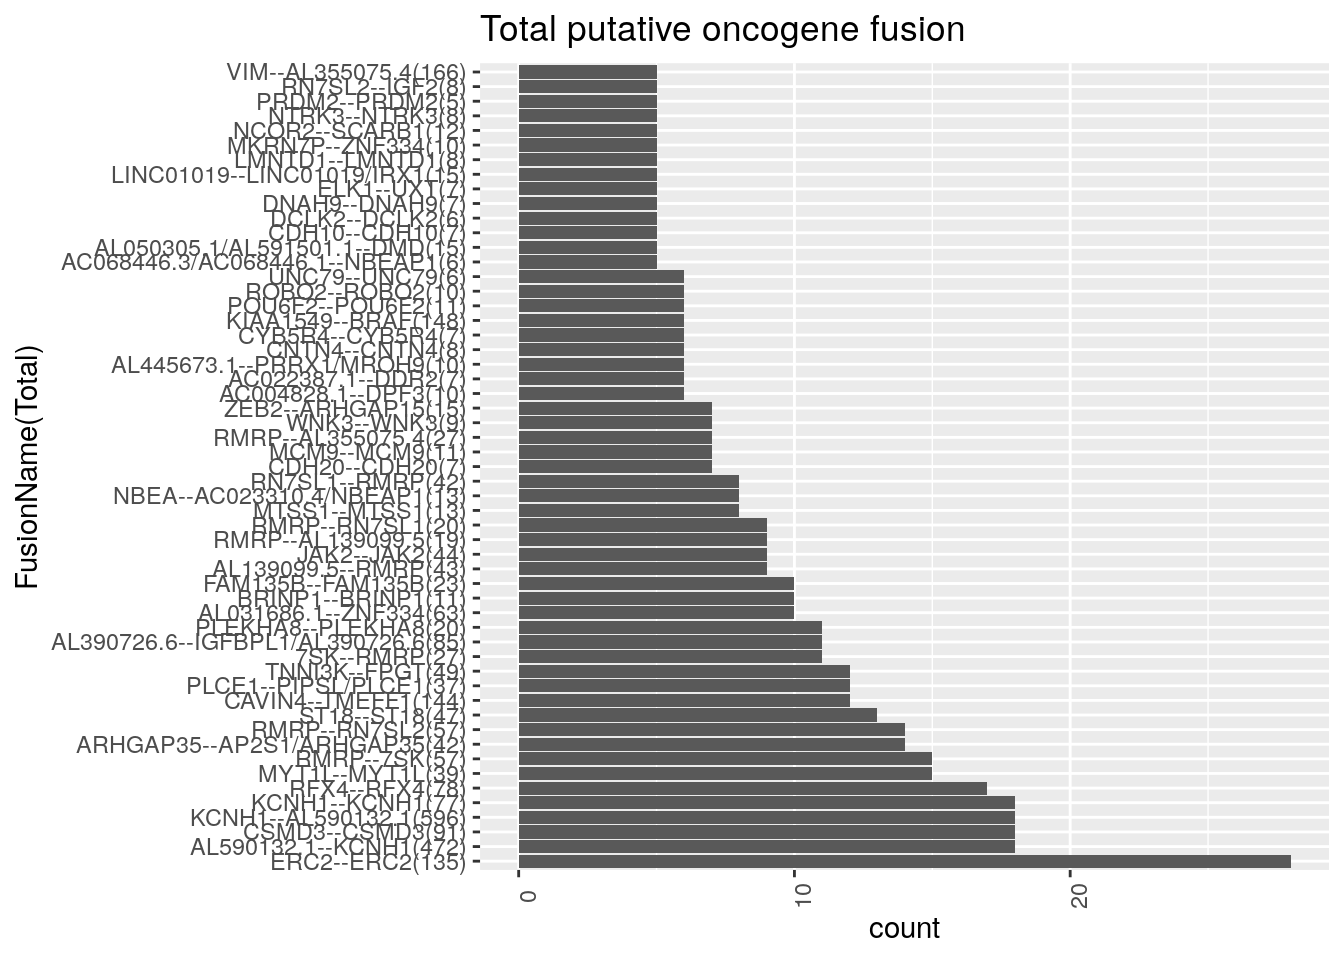 Total putative oncogene fusion
VIM--AL355075.4(166)
RN7SL2--IGF2(8)
PRDM2--PRDM2(5)
NTRK3--NTRK3(8)
NCOR2--SCARB1(12)
MKRN7P--ZNF334(10)
LMNTD1--LMNTD1(8)
LINC01019--LINC01019/IRX1(15)
ELK1--UXT(7)
DNAH9--DNAH9(7)
DCLK2--DCLK2(6)
CDH10--CDH10(7)
AL050305.1/AL591501.1--DMD(15)
AC068446.3/AC068446.1--NBEAP1(6)
UNC79--UNC79(6)
ROBO2--ROBO2(10)
POU6F2--POU6F2(11)
KIAA1549--BRAF(148)
CYB5R4--CYB5R4(7)
CNTN4--CNTN4(8)
AL445673.1--PRRX1/MROH9(10)
AC022387.1--DDR2(7)
AC004828.1--DPF3(10)
ZEB2--ARHGAP15(15)
WNK3--WNK3(9)
RMRP--AL355075.4(27)
MCM9--MCM9(11)
CDH20--CDH20(7)
RN7SL1--RMRP(42)
NBEA--AC023310.4/NBEAP1(13)
MTSS1--MTSS1(13)
RMRP--RN7SL1(20)
RMRP--AL139099.5(19)
JAK2--JAK2(44)
AL139099.5--RMRP(43)
FAM135B--FAM135B(23)
BRINP1--BRINP1(11)
AL031686.1--ZNF334(63)
PLEKHA8--PLEKHA8(20)
AL390726.6--IGFBPL1/AL390726.6(85)
7SK--RMRP(27)
TNNI3K--FPGT(49)
PLCE1--PIPSL/PLCE1(37)
CAVIN4--TMEFF1(144)
ST18--ST18(47)
RMRP--RN7SL2(57)
ARHGAP35--AP2S1/ARHGAP35(42)
RMRP--7SK(57)
MYT1L--MYT1L(39)
RFX4--RFX4(78)
KCNH1--KCNH1(77)
KCNH1--AL590132.1(596)
CSMD3--CSMD3(91)
AL590132.1--KCNH1(472)
ERC2--ERC2(135)
FusionName(Total)
0
10
20
count